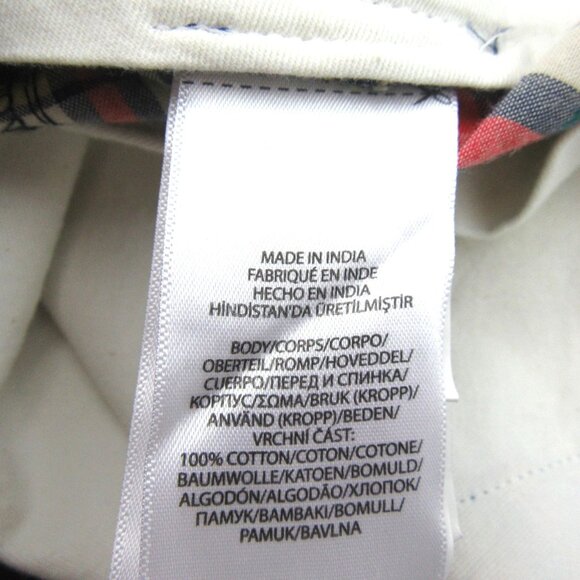 MADE IN INDIA
FABRIQUÉ EN INDE
HECHO EN INDIA
HİNDİSTAN'DA ÜRETİLMİŞTİR
BODY/CORPS/CORPO/
OBERTEIL/ROMP/HOVEDDEL/
CUERPO/ПЕРЕД И СПИНКА/
КОРПУС/ΣΩΜΑ/BRUK (KROPP)/
ANVÄND (KROPP)/BEDEN/
VRCHNÍ ČÁST:
100% COTTON/COTON/COTONE/
BAUMWOLLE/KATOEN/BOMULD/
ALGODÓN/ALGODÃO/ХЛОПОК/
ПАМУК/BAMBAKI/BOMULL/
PAMUK/BAVLNA